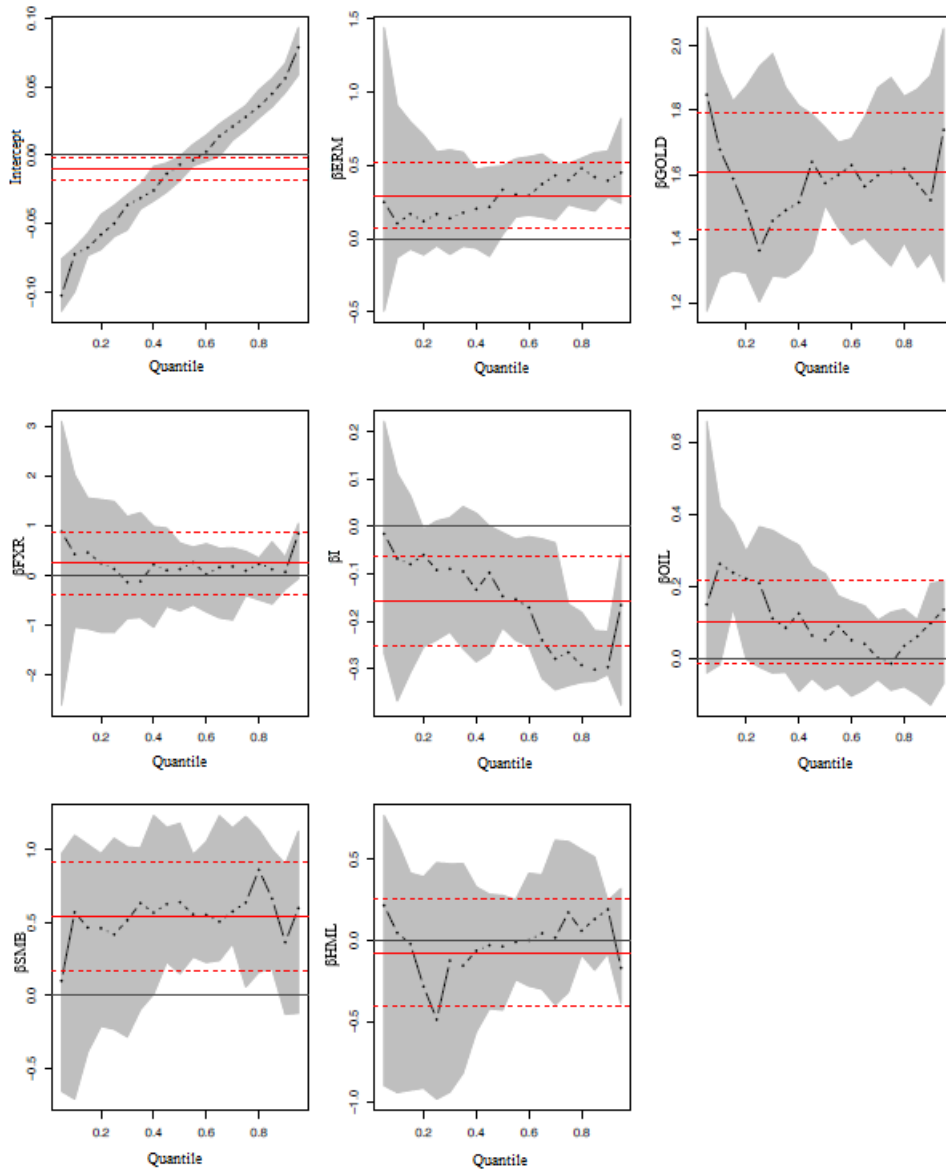 Intercept
0.10
0.05
0.00
-0.05
-0.10
0.2 0.4 0.6 0.8
Quantile
βERM
1.5
1.0
0.5
0.0
-0.5
0.2 0.4 0.6 0.8
Quantile
βGOLD
2.0
1.8
1.6
1.4
1.2
0.2 0.4 0.6 0.8
Quantile
βFXR
3
2
1
0
-1
-2
0.2 0.4 0.6 0.8
Quantile
βI
0.2
0.1
0.0
-0.1
-0.2
-0.3
0.2 0.4 0.6 0.8
Quantile
βOIL
0.6
0.4
0.2
0.0
0.2 0.4 0.6 0.8
Quantile
βSMB
1.0
0.5
0.0
-0.5
0.2 0.4 0.6 0.8
Quantile
βHML
0.5
0.0
-0.5
-1.0
0.2 0.4 0.6 0.8
Quantile